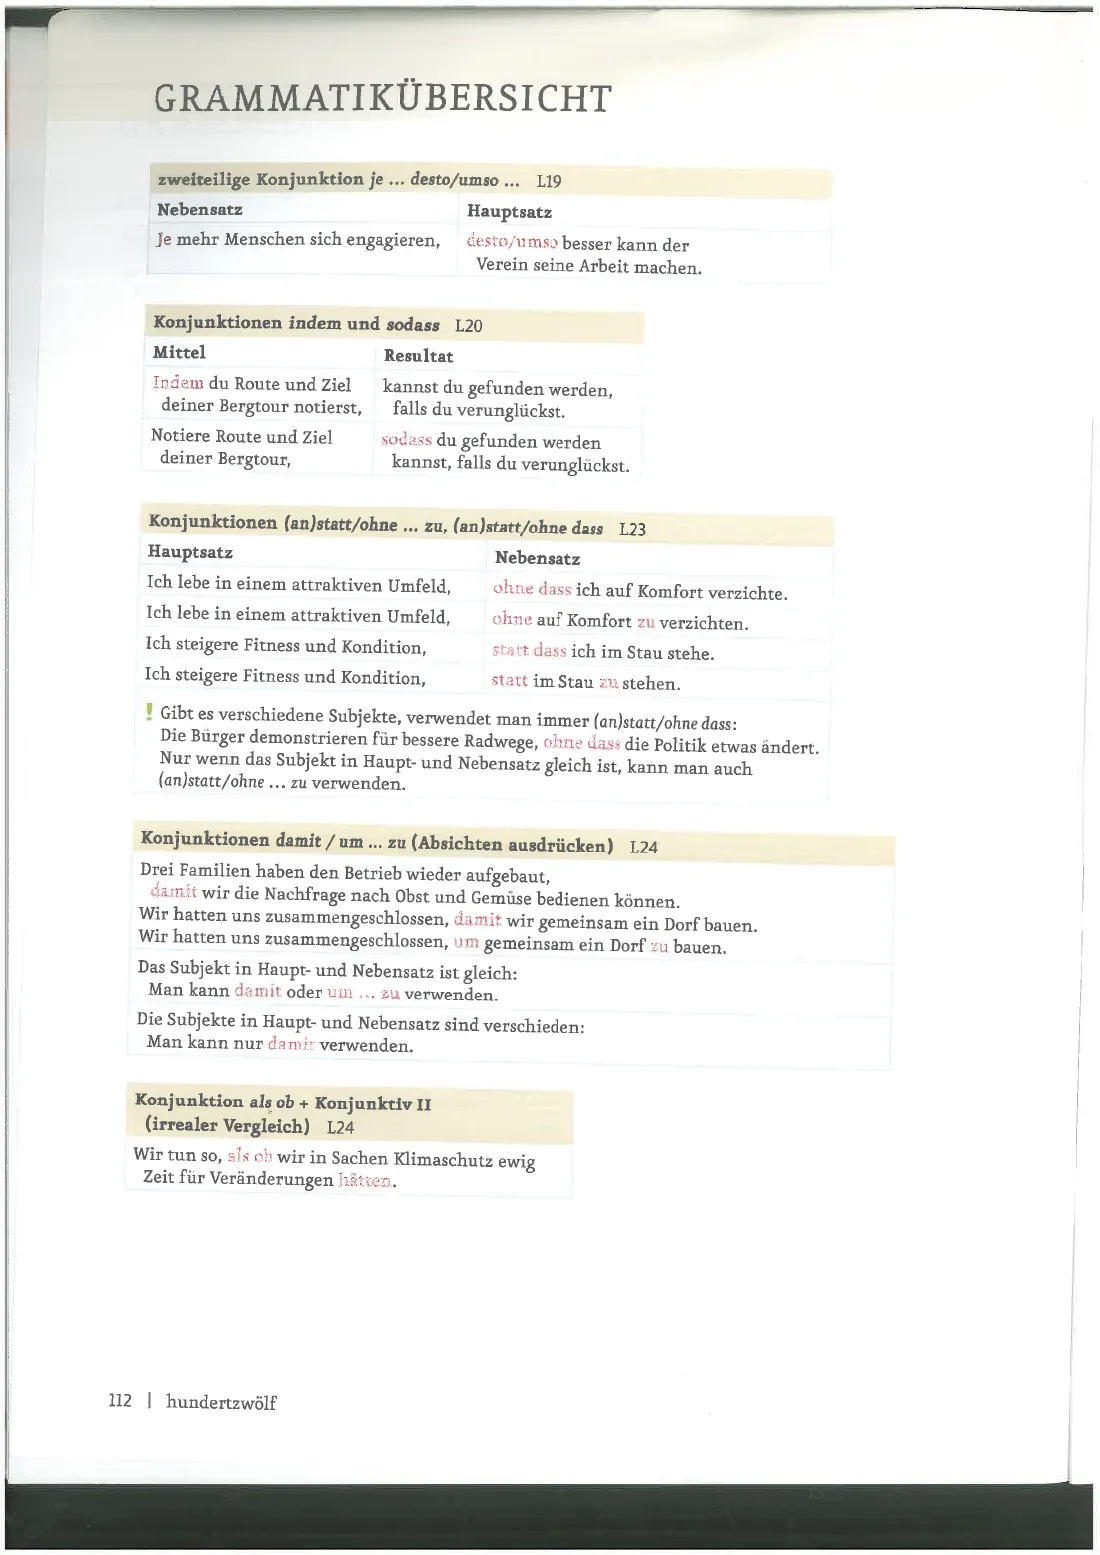 GRAMMATIKÜBERSICHT
zweiteilige Konjunktion je ... desto/umso ... L19
Nebensatz Hauptsatz
Je mehr Menschen sich engagieren, desto/umso besser kann der
Verein seine Arbeit machen.
Konjunktionen indem und sodass L20
Mittel Resultat
Indem du Route und Ziel kannst du gefunden werden,
deiner Bergtour notierst, falls du verunglückst.
Notiere Route und Ziel sodass du gefunden werden
deiner Bergtour, kannst, falls du verunglückst.
Konjunktionen (an)statt/ohne ... zu, (an)statt/ohne dass L23
Hauptsatz Nebensatz
Ich lebe in einem attraktiven Umfeld, ohne dass ich auf Komfort verzichte.
Ich lebe in einem attraktiven Umfeld, ohne auf Komfort zu verzichten.
Ich steigere Fitness und Kondition, statt dass ich im Stau stehe.
Ich steigere Fitness und Kondition, statt im Stau zu stehen.
! Gibt es verschiedene Subjekte, verwendet man immer (an)statt/ohne dass:
Die Bürger demonstrieren für bessere Radwege, ohne dass die Politik etwas ändert.
Nur wenn das Subjekt in Haupt- und Nebensatz gleich ist, kann man auch
(an)statt/ohne ... zu verwenden.
Konjunktionen damit / um ... zu (Absichten ausdrücken) L24
Drei Familien haben den Betrieb wieder aufgebaut,
damit wir die Nachfrage nach Obst und Gemüse bedienen können.
Wir hatten uns zusammengeschlossen, damit wir gemeinsam ein Dorf bauen.
Wir hatten uns zusammengeschlossen, um gemeinsam ein Dorf zu bauen.
Das Subjekt in Haupt- und Nebensatz ist gleich:
Man kann damit oder um ... zu verwenden.
Die Subjekte in Haupt- und Nebensatz sind verschieden:
Man kann nur damit verwenden.
Konjunktion als ob + Konjunktiv II
(irrealer Vergleich) L24
Wir tun so, als ob wir in Sachen Klimaschutz ewig
Zeit für Veränderungen hätten.
112 | hundertzwölf